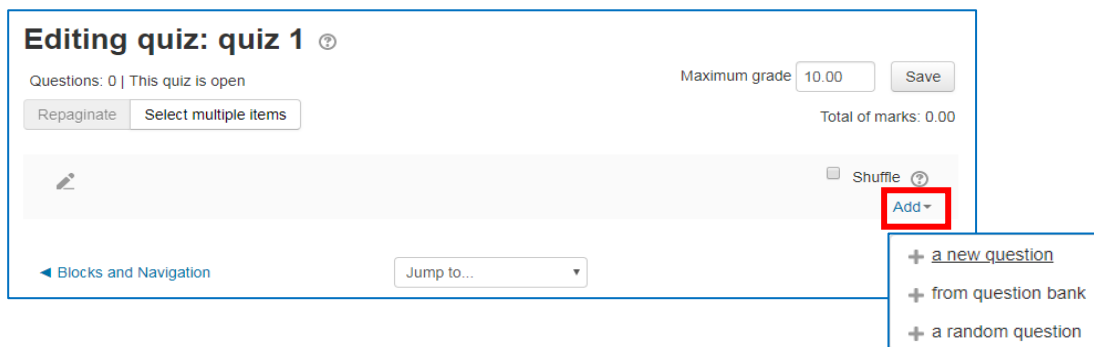 Editing quiz: quiz 1
Questions: 0 | This quiz is open
Maximum grade 10.00 Save
Repaginate Select multiple items
Total of marks: 0.00
Shuffle
Add
Blocks and Navigation
Jump to...
a new question
from question bank
a random question